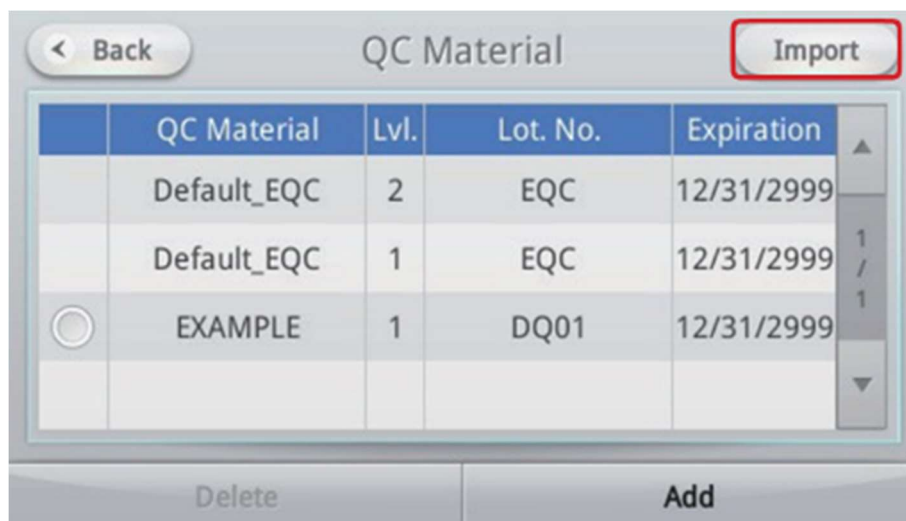 Back QC Material Import
QC Material Lvl. Lot. No. Expiration
Default_EQC 2 EQC 12/31/2999
Default_EQC 1 EQC 12/31/2999
1
/
1
EXAMPLE 1 DQ01 12/31/2999
Delete Add